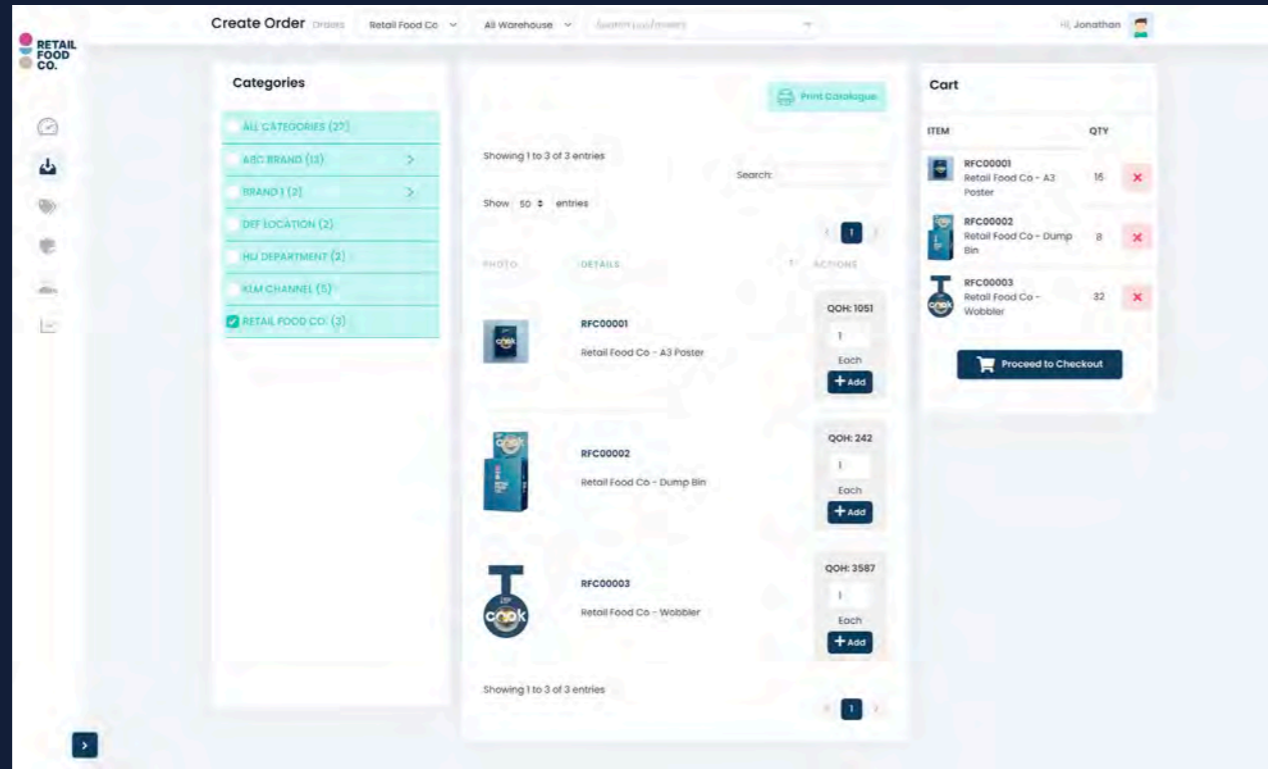 RETAIL
FOOD
CO.
Create Order Orders Retail Food Co All Warehouse
Hi, Jonathan
Categories
ALL CATEGORIES (27)
ABC BRAND (13)
BRAND 1 (2)
DEF LOCATION (2)
HIJ DEPARTMENT (2)
KLM CHANNEL (5)
RETAIL FOOD CO. (3)
Print Catalogue
Showing 1 to 3 of 3 entries
Search:
Show 50 entries
1
PHOTO DETAILS ACTIONS
RFC00001
Retail Food Co - A3 Poster
QOH: 1051
1
Each
+ Add
RFC00002
Retail Food Co - Dump Bin
QOH: 242
1
Each
+ Add
cook
RFC00003
Retail Food Co - Wobbler
QOH: 3587
1
Each
+ Add
Showing 1 to 3 of 3 entries
1
Cart
ITEM QTY
RFC00001
Retail Food Co - A3 16
Poster
RFC00002
Retail Food Co - Dump 8
Bin
RFC00003
Retail Food Co - 32
Wobbler
Proceed to Checkout